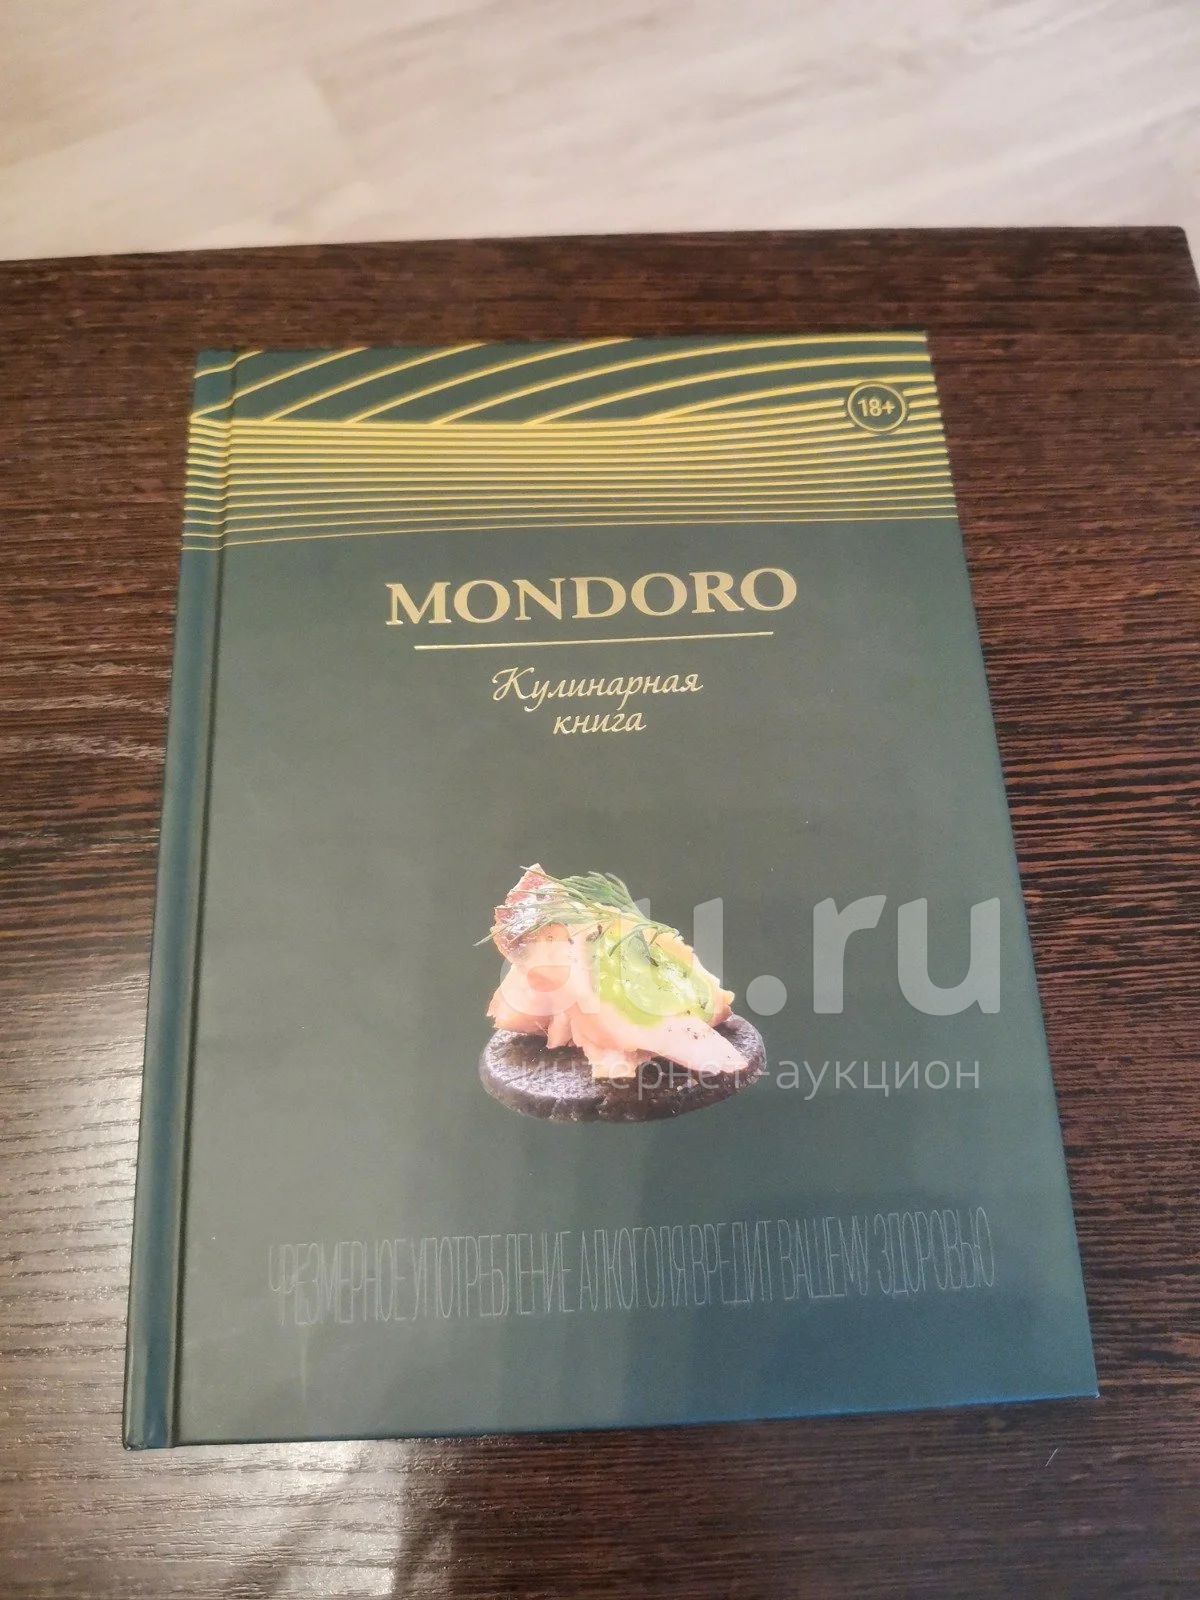 18+
MONDORO
Кулинарная
книга
au.ru
интернет-аукцион
ЧРЕЗМЕРНОЕ УПОТРЕБЛЕНИЕ АЛКОГОЛЯ ВРЕДИТ ВАШЕМУ ЗДОРОВЬЮ